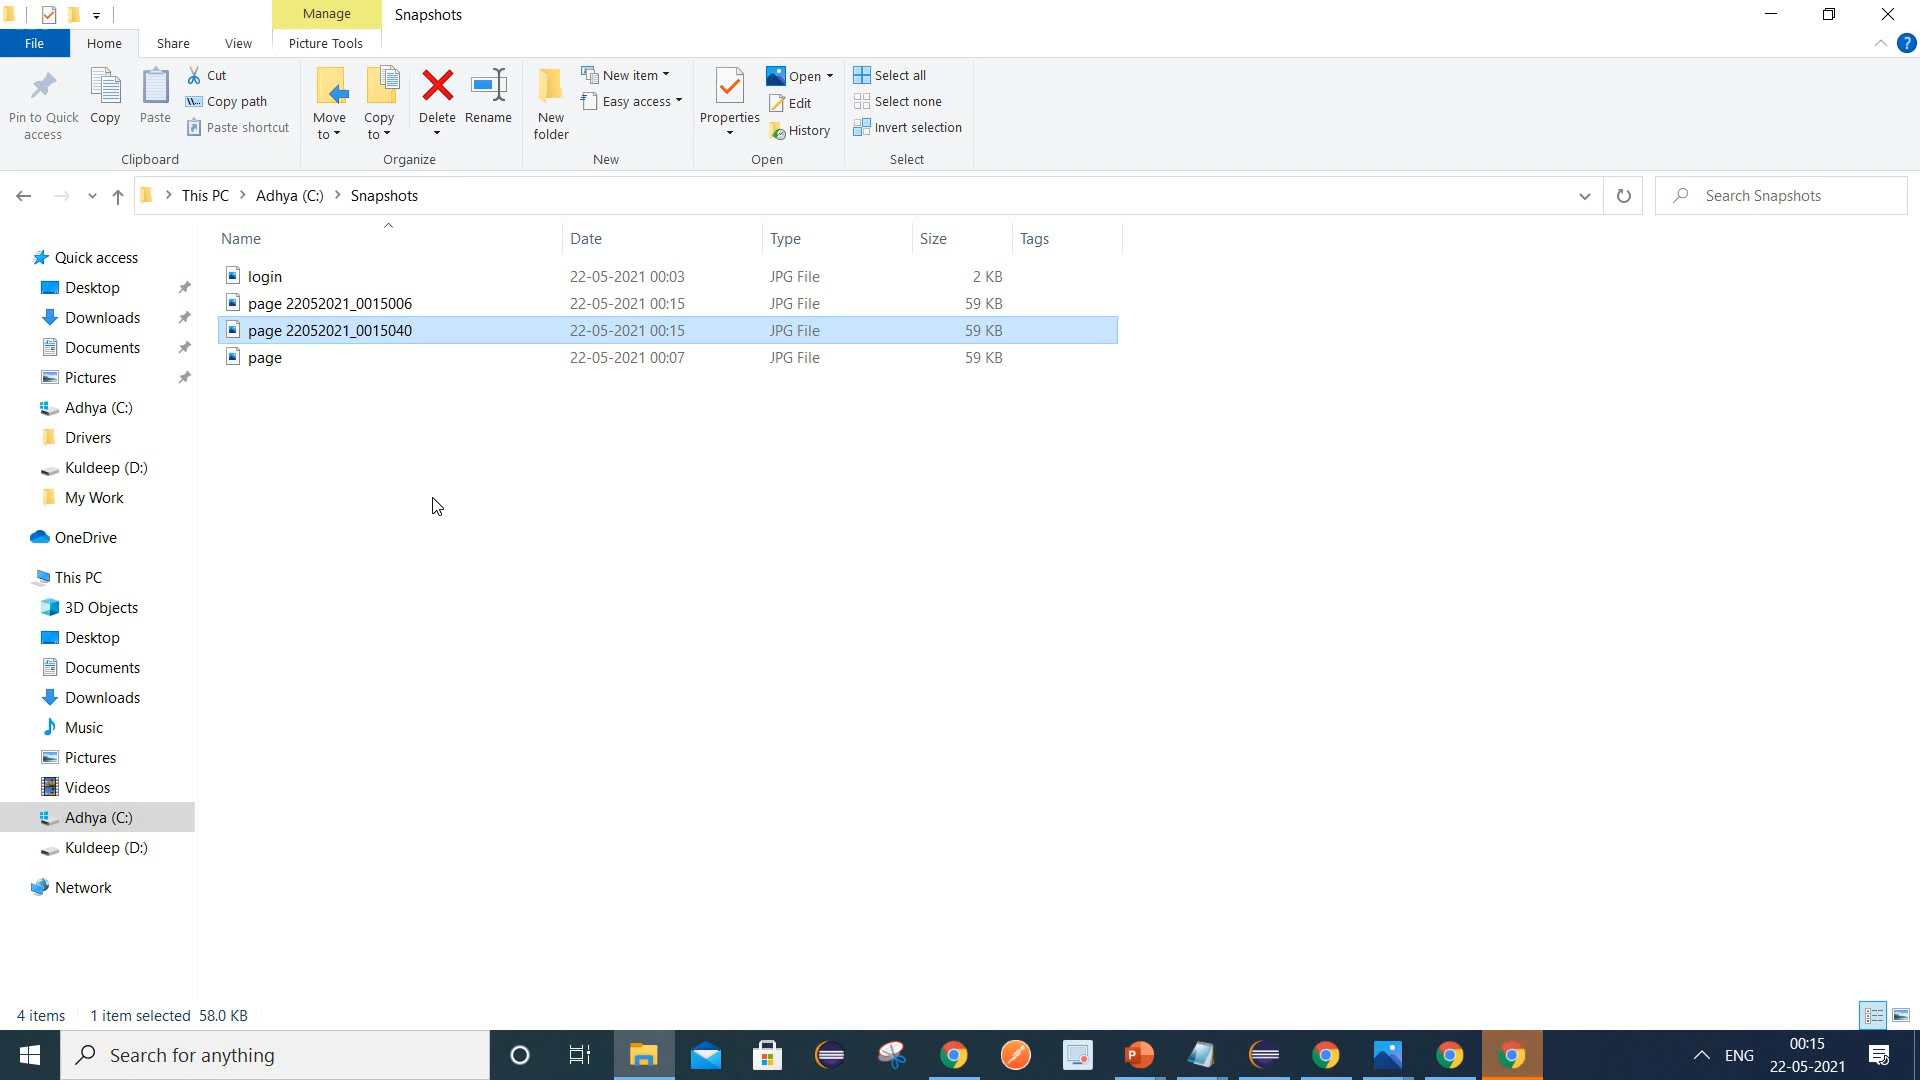 Manage
Snapshots
File
Home
Share
View
Picture Tools
Pin to Quick access
Copy
Paste
Cut
Copy path
Paste shortcut
Clipboard
Move to
Copy to
Delete
Rename
Organize
New folder
New item
Easy access
New
Properties
Open
Edit
History
Open
Select all
Select none
Invert selection
Select
This PC
Adhya (C:)
Snapshots
Search Snapshots
Name Date Type Size Tags
login 22-05-2021 00:03 JPG File 2 KB
page 22052021_0015006 22-05-2021 00:15 JPG File 59 KB
page 22052021_0015040 22-05-2021 00:15 JPG File 59 KB
page 22-05-2021 00:07 JPG File 59 KB
Quick access
Desktop
Downloads
Documents
Pictures
Adhya (C:)
Drivers
Kuldeep (D:)
My Work
OneDrive
This PC
3D Objects
Desktop
Documents
Downloads
Music
Pictures
Videos
Adhya (C:)
Kuldeep (D:)
Network
4 items 1 item selected 58.0 KB
Search for anything
ENG
00:15
22-05-2021